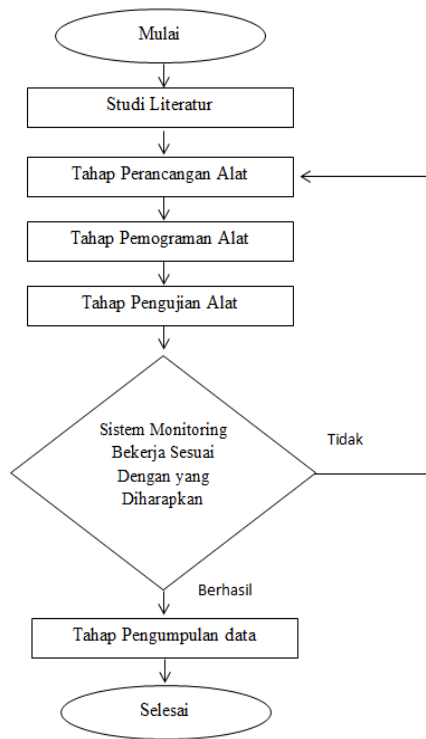 Mulai
Studi Literatur
Tahap Perancangan Alat
Tahap Pemograman Alat
Tahap Pengujian Alat
Sistem Monitoring
Bekerja Sesuai
Dengan yang
Diharapkan
Tidak
Berhasil
Tahap Pengumpulan data
Selesai